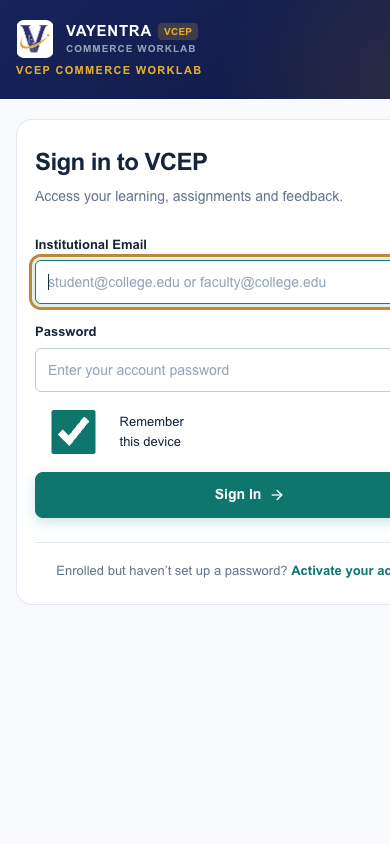 VAYENTRA VCEP
COMMERCE WORKLAB
VCEP COMMERCE WORKLAB
Sign in to VCEP
Access your learning, assignments and feedback.
Institutional Email
student@college.edu or faculty@college.edu
Password
Enter your account password
Remember
this device
Sign In →
Enrolled but haven't set up a password? Activate your